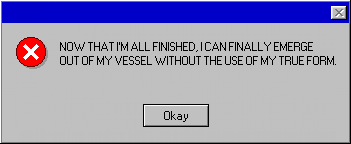 NOW THAT I'M ALL FINISHED, I CAN FINALLY EMERGE
OUT OF MY VESSEL WITHOUT THE USE OF MY TRUE FORM.
Okay